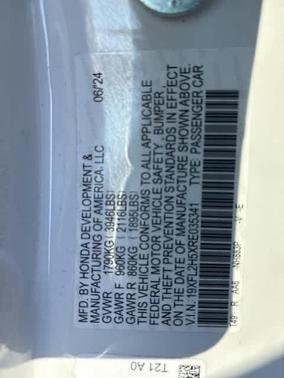 MFD. BY HONDA DEVELOPMENT & 06/'24
MANUFACTURING OF AMERICA, LLC
GVWR 1790KG(3946LBS)
GAWR F 960KG(2116LBS)
GAWR R 860KG(1895LBS)
THIS VEHICLE CONFORMS TO ALL APPLICABLE
FEDERAL MOTOR VEHICLE SAFETY, BUMPER,
AND THEFT PREVENTION STANDARDS IN EFFECT
ON THE DATE OF MANUFACTURE SHOWN ABOVE.
V.I.N: 19XFL2H5XRE035341 TYPE: PASSENGER CAR
T49 R AA0
T21 A0